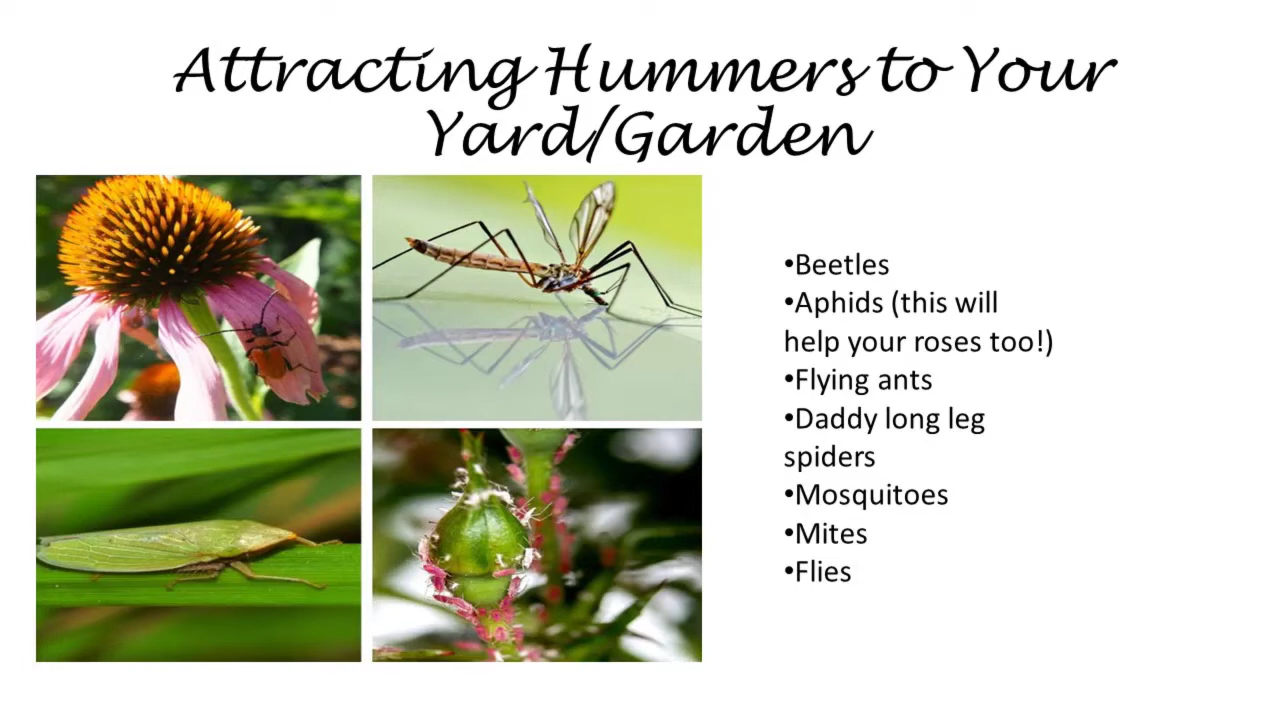 Attracting Hummers to Your
Yard/Garden
•Beetles
•Aphids (this will
help your roses too!)
•Flying ants
•Daddy long leg
spiders
•Mosquitoes
•Mites
•Flies